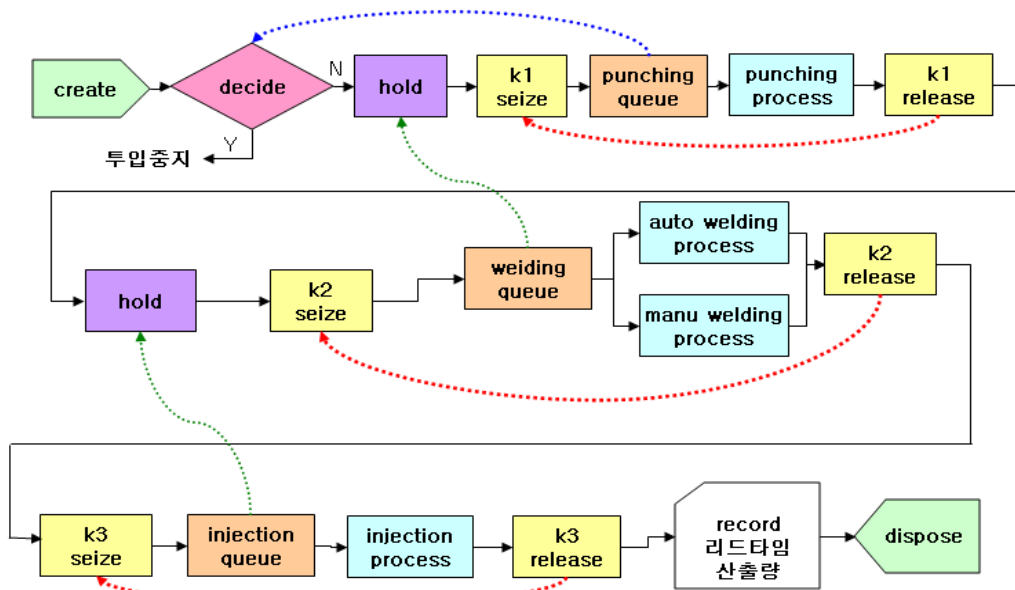 create
decide
N
hold
k1
seize
punching
queue
punching
process
k1
release
Y
투입중지
hold
k2
seize
weiding
queue
auto welding
process
manu welding
process
k2
release
k3
seize
injection
queue
injection
process
k3
release
record
리드타임
산출량
dispose